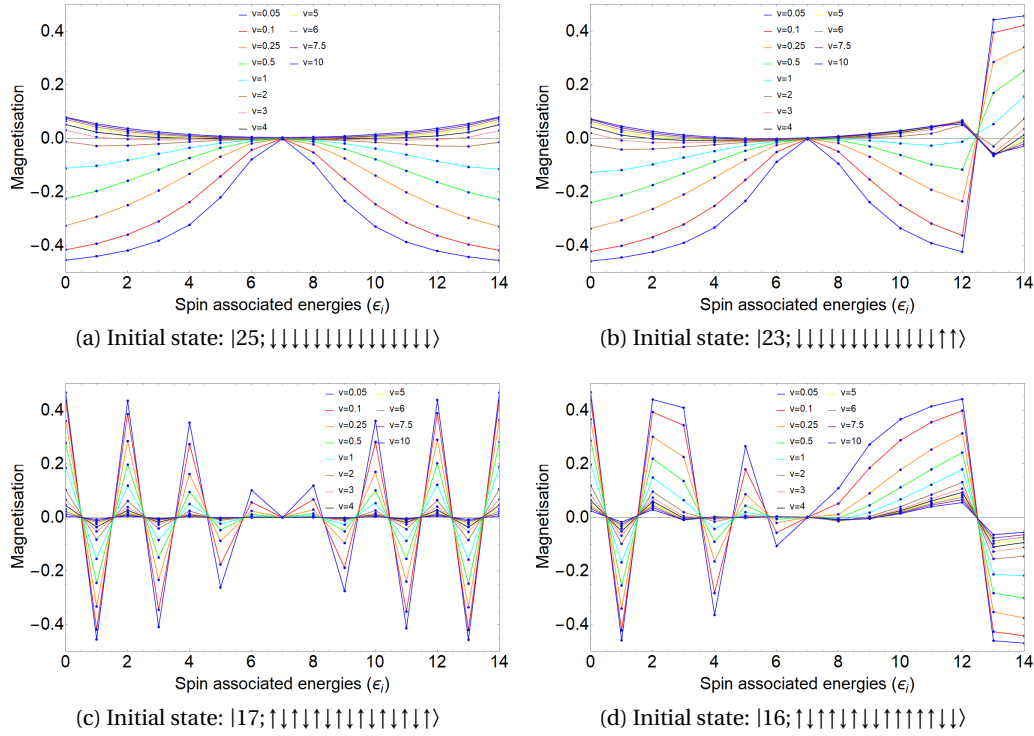 0.4
0.2
0.0
−0.2
−0.4
Magnetisation
v=0.05 v=5
v=0.1 v=6
v=0.25 v=7.5
v=0.5 v=10
v=1
v=2
v=3
v=4
0 2 4 6 8 10 12 14
Spin associated energies (ϵi)
(a) Initial state: |25; ↓↓↓↓↓↓↓↓↓↓↓↓↓↓↓⟩
0.4
0.2
0.0
−0.2
−0.4
Magnetisation
v=0.05 v=5
v=0.1 v=6
v=0.25 v=7.5
v=0.5 v=10
v=1
v=2
v=3
v=4
0 2 4 6 8 10 12 14
Spin associated energies (ϵi)
(b) Initial state: |23; ↓↓↓↓↓↓↓↓↓↓↓↓↓↑↑⟩
0.4
0.2
0.0
−0.2
−0.4
Magnetisation
v=0.05 v=5
v=0.1 v=6
v=0.25 v=7.5
v=0.5 v=10
v=1
v=2
v=3
v=4
0 2 4 6 8 10 12 14
Spin associated energies (ϵi)
(c) Initial state: |17; ↑↓↑↓↑↓↑↓↑↓↑↓↑↓↑⟩
0.4
0.2
0.0
−0.2
−0.4
Magnetisation
v=0.05 v=5
v=0.1 v=6
v=0.25 v=7.5
v=0.5 v=10
v=1
v=2
v=3
v=4
0 2 4 6 8 10 12 14
Spin associated energies (ϵi)
(d) Initial state: |16; ↑↓↑↑↓↑↓↓↑↑↑↑↑↓↓⟩